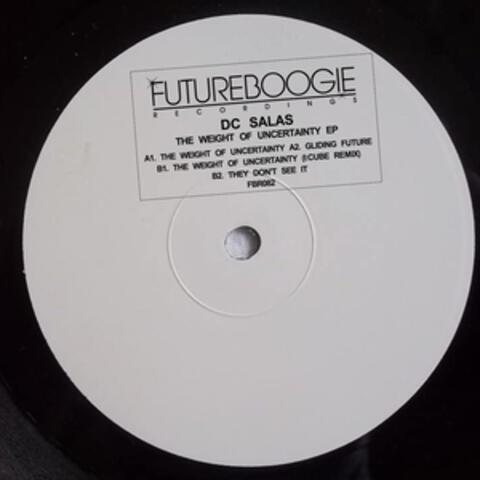 FUTUREBOOGIE
RECORDINGS
DC SALAS
THE WEIGHT OF UNCERTAINTY EP
A1. THE WEIGHT OF UNCERTAINTY A2. GLIDING FUTURE
B1. THE WEIGHT OF UNCERTAINTY (I:CUBE REMIX)
B2. THEY DON'T SEE IT
FBR082